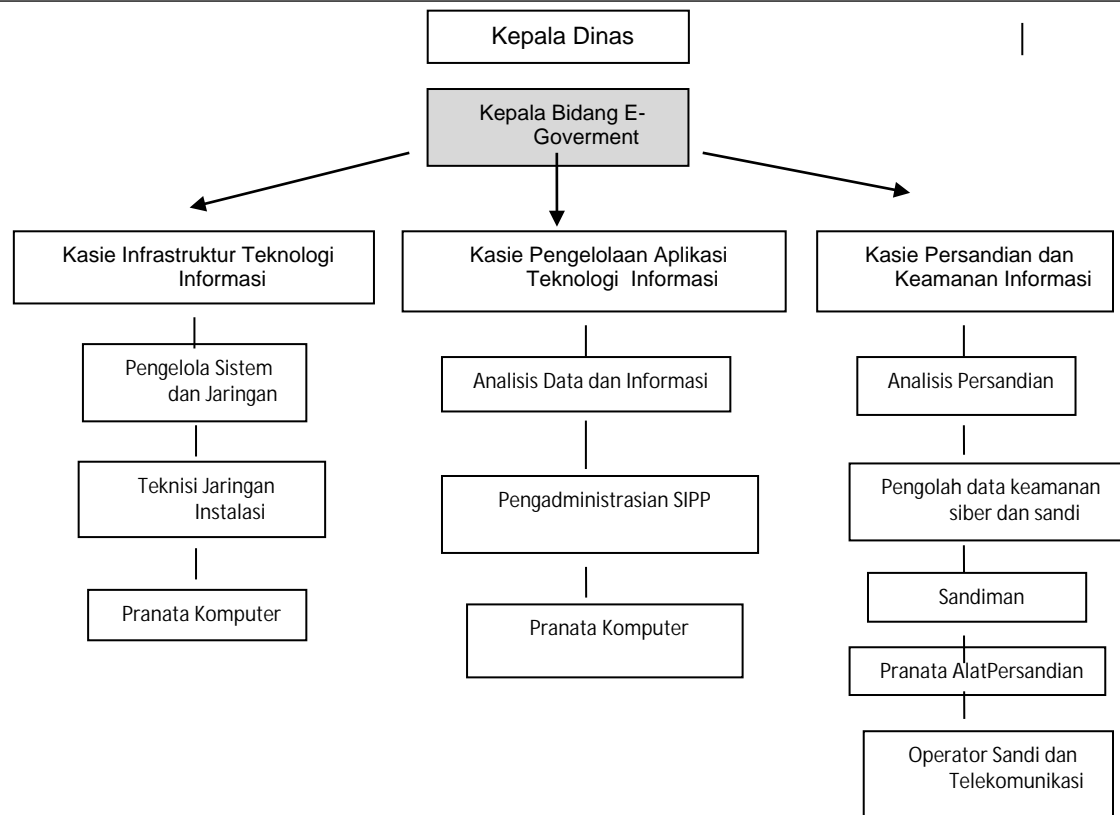 Kepala Dinas
Kepala Bidang E-
Goverment
Kasie Infrastruktur Teknologi
Informasi
Pengelola Sistem
dan Jaringan
Teknisi Jaringan
Instalasi
Pranata Komputer
Kasie Pengelolaan Aplikasi
Teknologi Informasi
Analisis Data dan Informasi
Pengadministrasian SIPP
Pranata Komputer
Kasie Persandian dan
Keamanan Informasi
Analisis Persandian
Pengolah data keamanan
siber dan sandi
Sandiman
Pranata AlatPersandian
Operator Sandi dan
Telekomunikasi